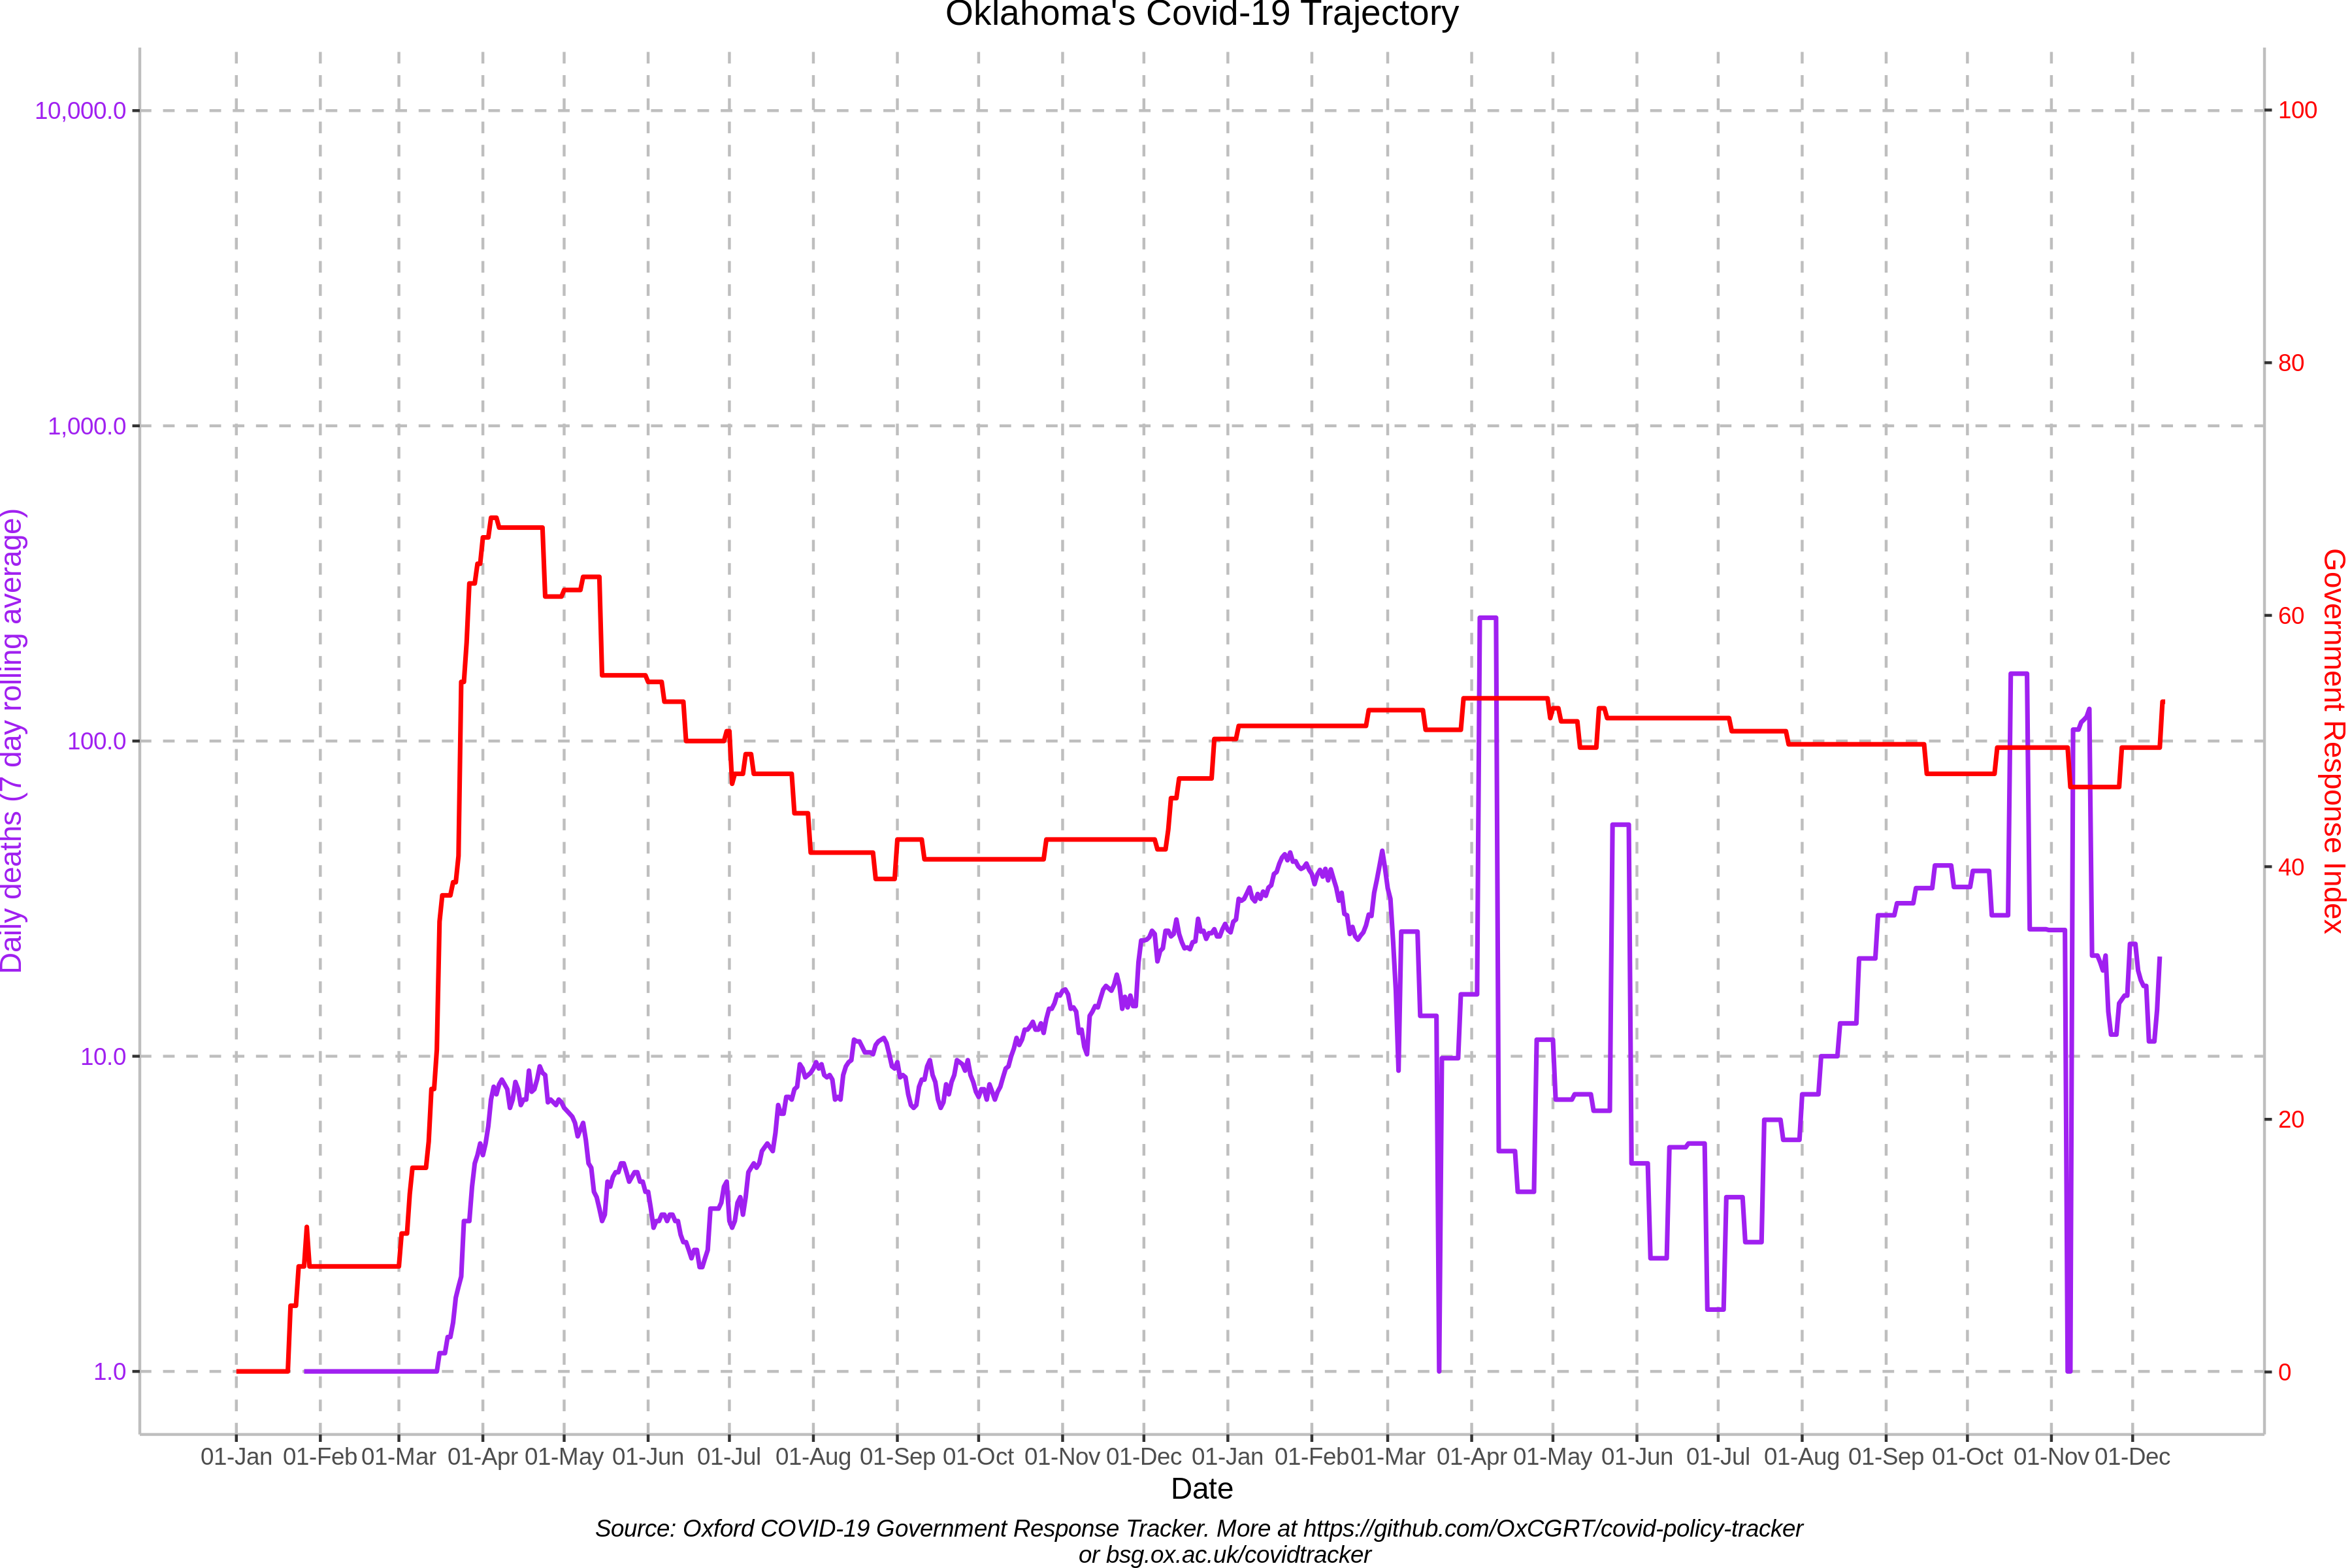 Oklahoma's Covid-19 Trajectory
10,000.0
1,000.0
100.0
10.0
1.0
Daily deaths (7 day rolling average)
100
80
60
40
20
0
Government Response Index
01-Jan 01-Feb 01-Mar 01-Apr 01-May 01-Jun 01-Jul 01-Aug 01-Sep 01-Oct 01-Nov 01-Dec 01-Jan 01-Feb 01-Mar 01-Apr 01-May 01-Jun 01-Jul 01-Aug 01-Sep 01-Oct 01-Nov 01-Dec
Date
Source: Oxford COVID-19 Government Response Tracker. More at https://github.com/OxCGRT/covid-policy-tracker
or bsg.ox.ac.uk/covidtracker